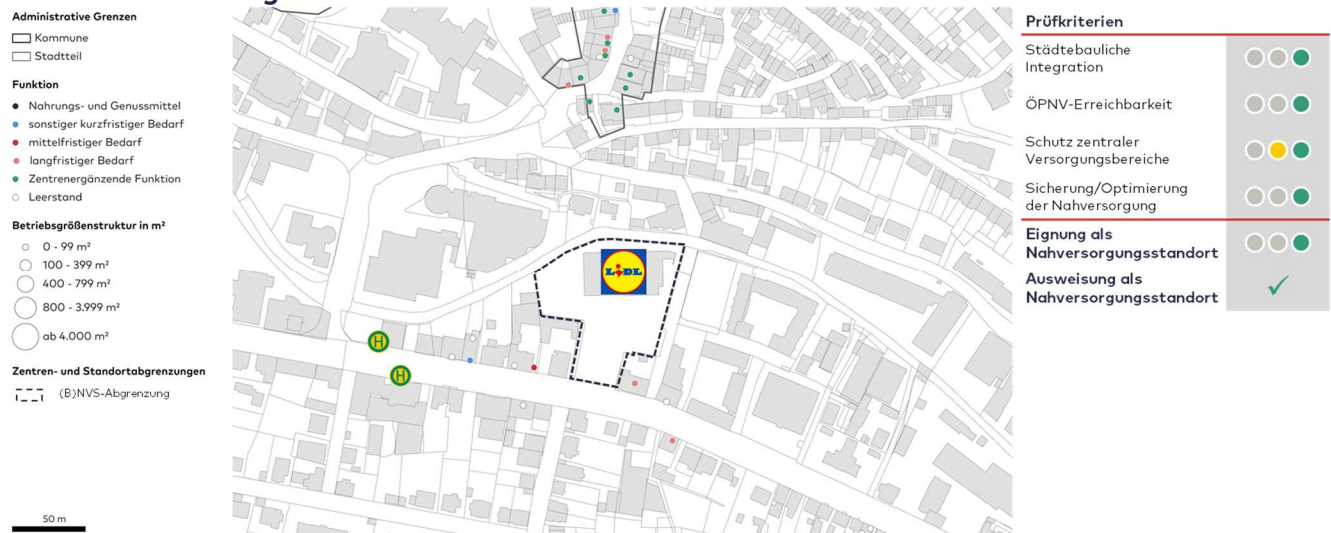 Administrative Grenzen
Kommune
Stadtteil
Funktion
Nahrungs- und Genussmittel
sonstiger kurzfristiger Bedarf
mittelfristiger Bedarf
langfristiger Bedarf
Zentrenergänzende Funktion
Leerstand
Betriebsgrößenstruktur in m²
0 - 99 m²
100 - 399 m²
400 - 799 m²
800 - 3.999 m²
ab 4.000 m²
Zentren- und Standortabgrenzungen
(B)NVS-Abgrenzung
50 m
LIDL
H
H
Prüfkriterien
Städtebauliche
Integration
ÖPNV-Erreichbarkeit
Schutz zentraler
Versorgungsbereiche
Sicherung/Optimierung
der Nahversorgung
Eignung als
Nahversorgungsstandort
Ausweisung als
Nahversorgungsstandort